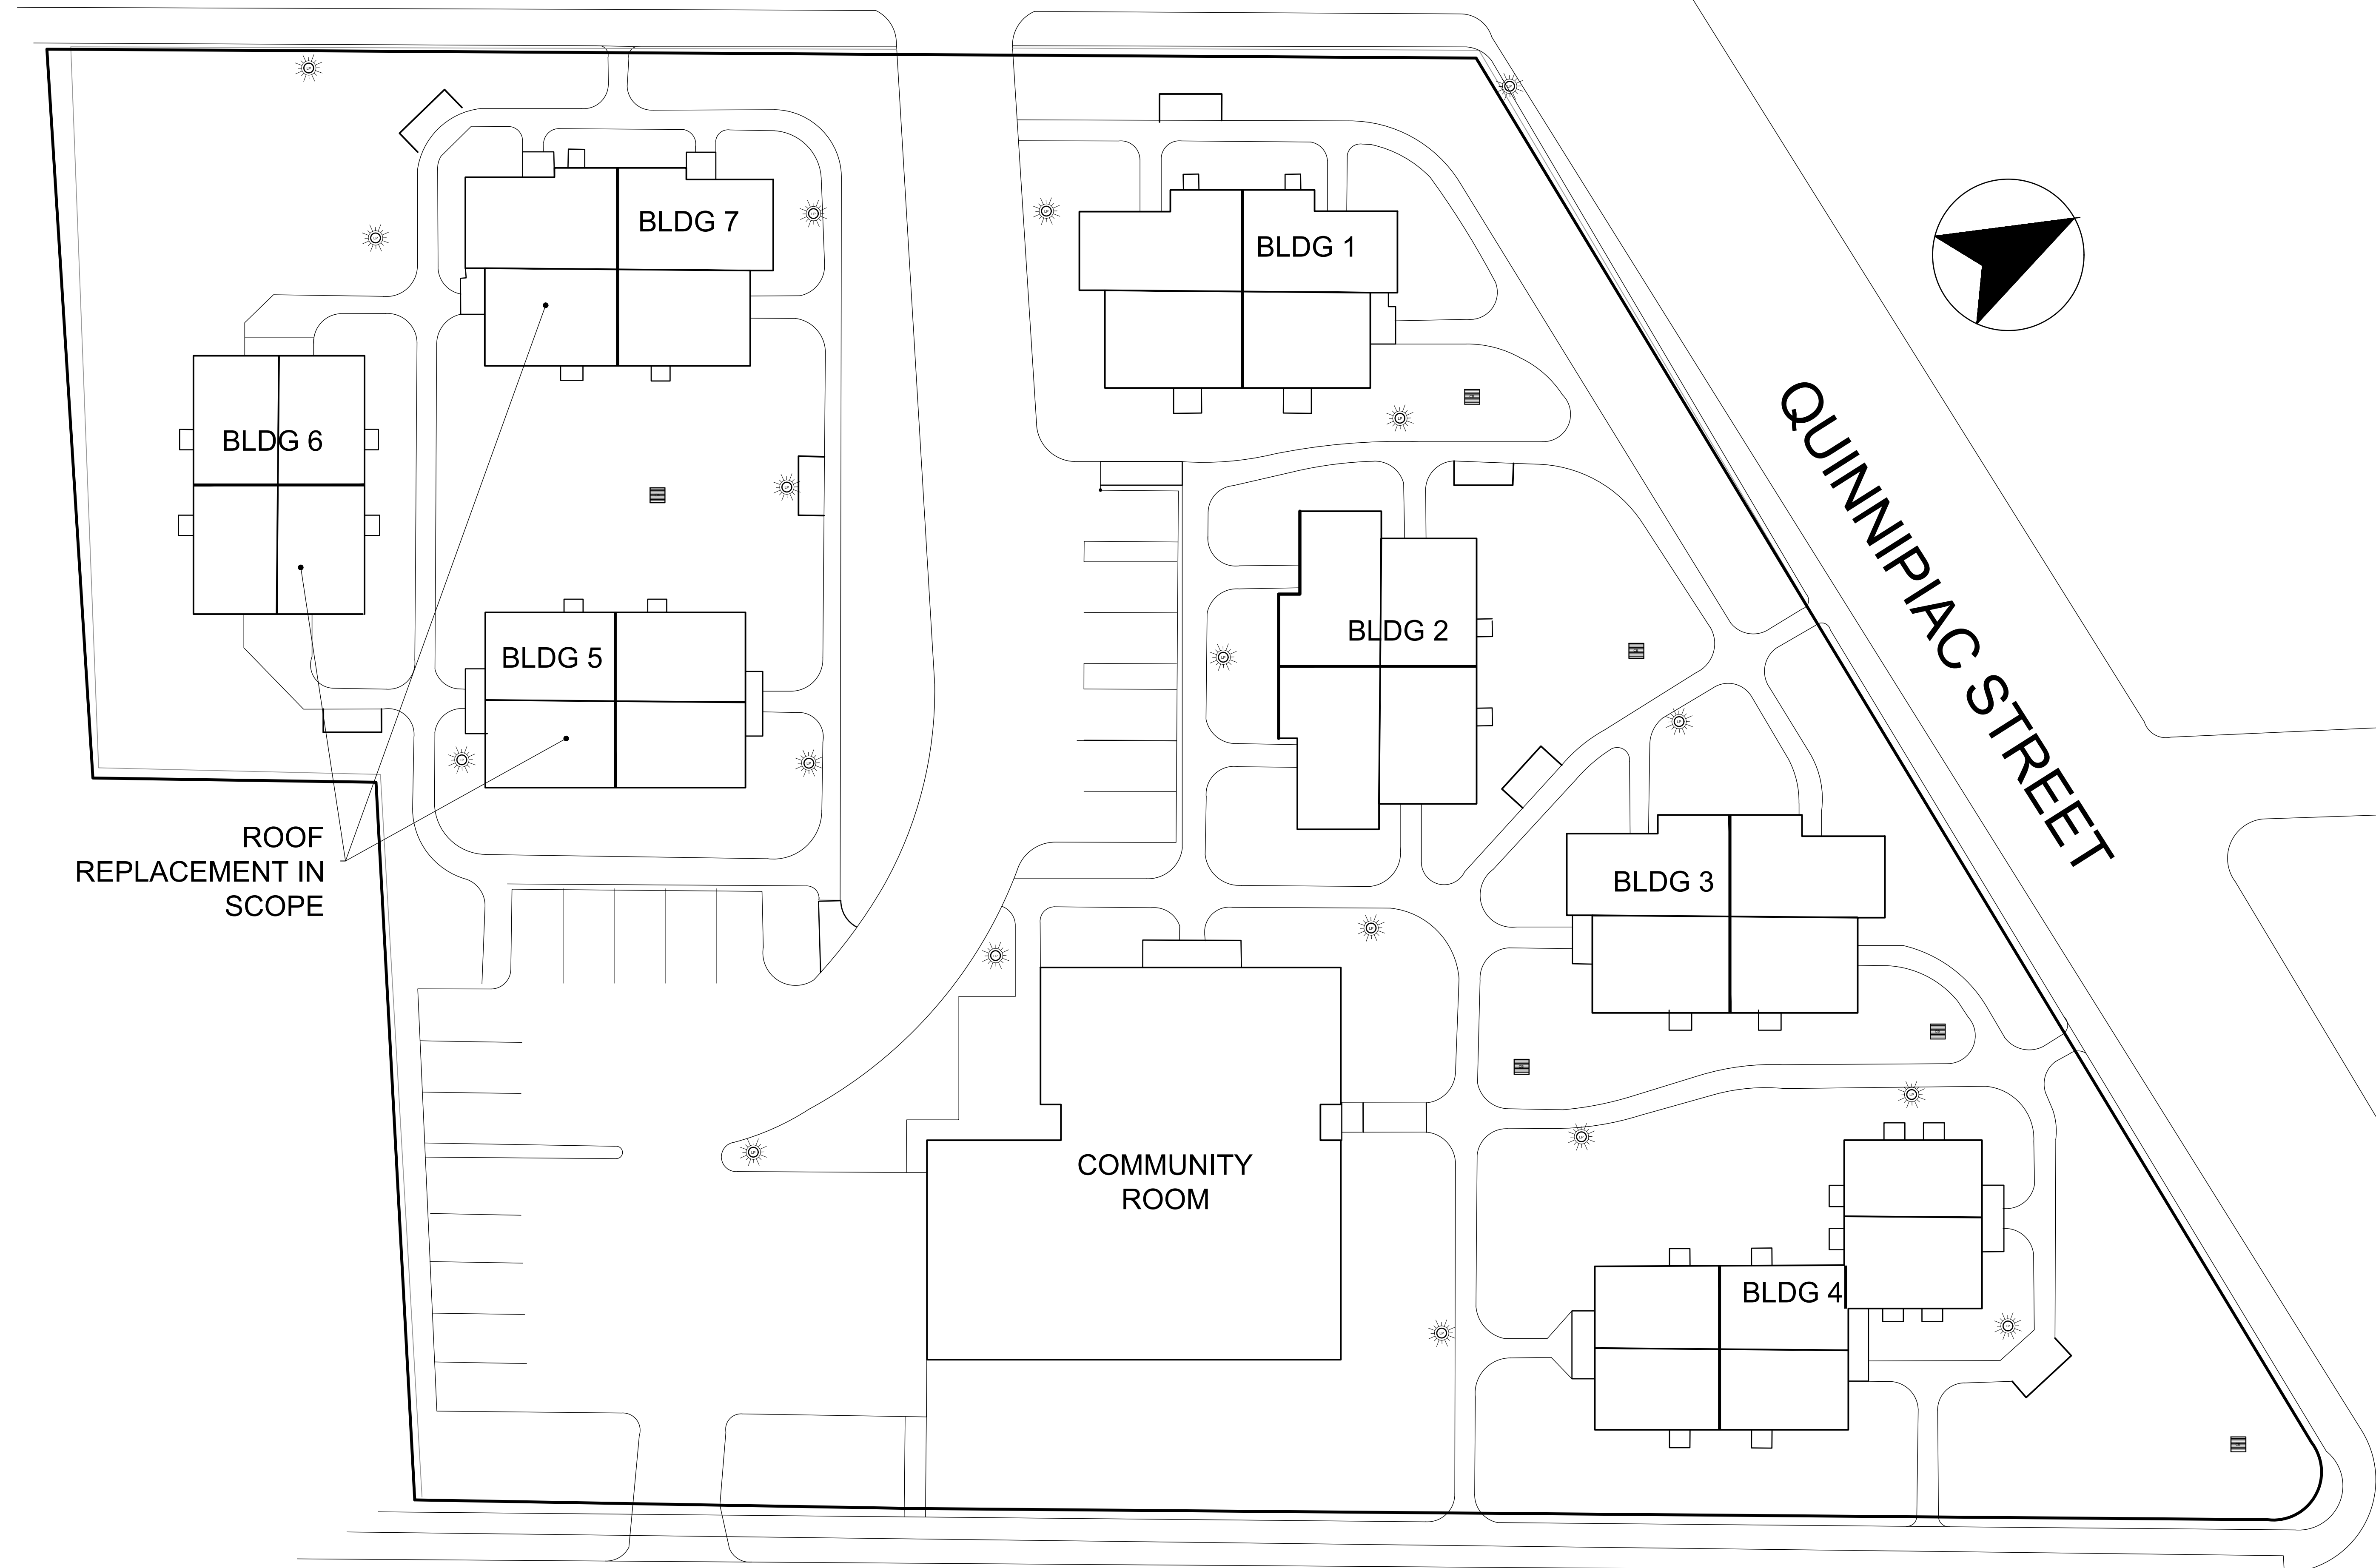 BLDG 7
BLDG 1
BLDG 6
BLDG 2
BLDG 5
QUINNIPIAC STREET
ROOF
REPLACEMENT IN
SCOPE
BLDG 3
COMMUNITY
ROOM
BLDG 4